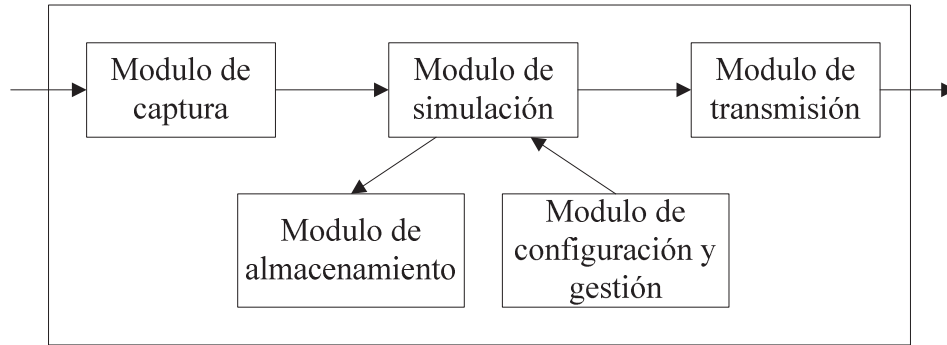 Modulo de
captura
Modulo de
simulación
Modulo de
transmisión
Modulo de
almacenamiento
Modulo de
configuración y
gestión